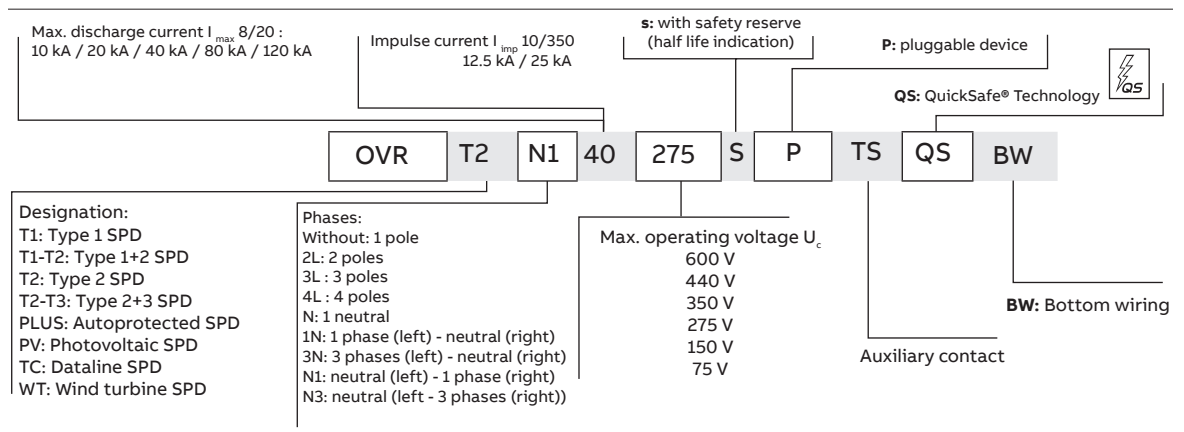 Max. discharge current I max 8/20 :
10 kA / 20 kA / 40 kA / 80 kA / 120 kA
Impulse current I imp 10/350
12.5 kA / 25 kA
s: with safety reserve
(half life indication)
P: pluggable device
QS: QuickSafe® Technology
QS
OVR T2 N1 40 275 S P TS QS BW
Designation:
T1: Type 1 SPD
T1-T2: Type 1+2 SPD
T2: Type 2 SPD
T2-T3: Type 2+3 SPD
PLUS: Autoprotected SPD
PV: Photovoltaic SPD
TC: Dataline SPD
WT: Wind turbine SPD
Phases:
Without: 1 pole
2L: 2 poles
3L : 3 poles
4L : 4 poles
N: 1 neutral
1N: 1 phase (left) - neutral (right)
3N: 3 phases (left) - neutral (right)
N1: neutral (left) - 1 phase (right)
N3: neutral (left - 3 phases (right))
Max. operating voltage Uc
600 V
440 V
350 V
275 V
150 V
75 V
Auxiliary contact
BW: Bottom wiring